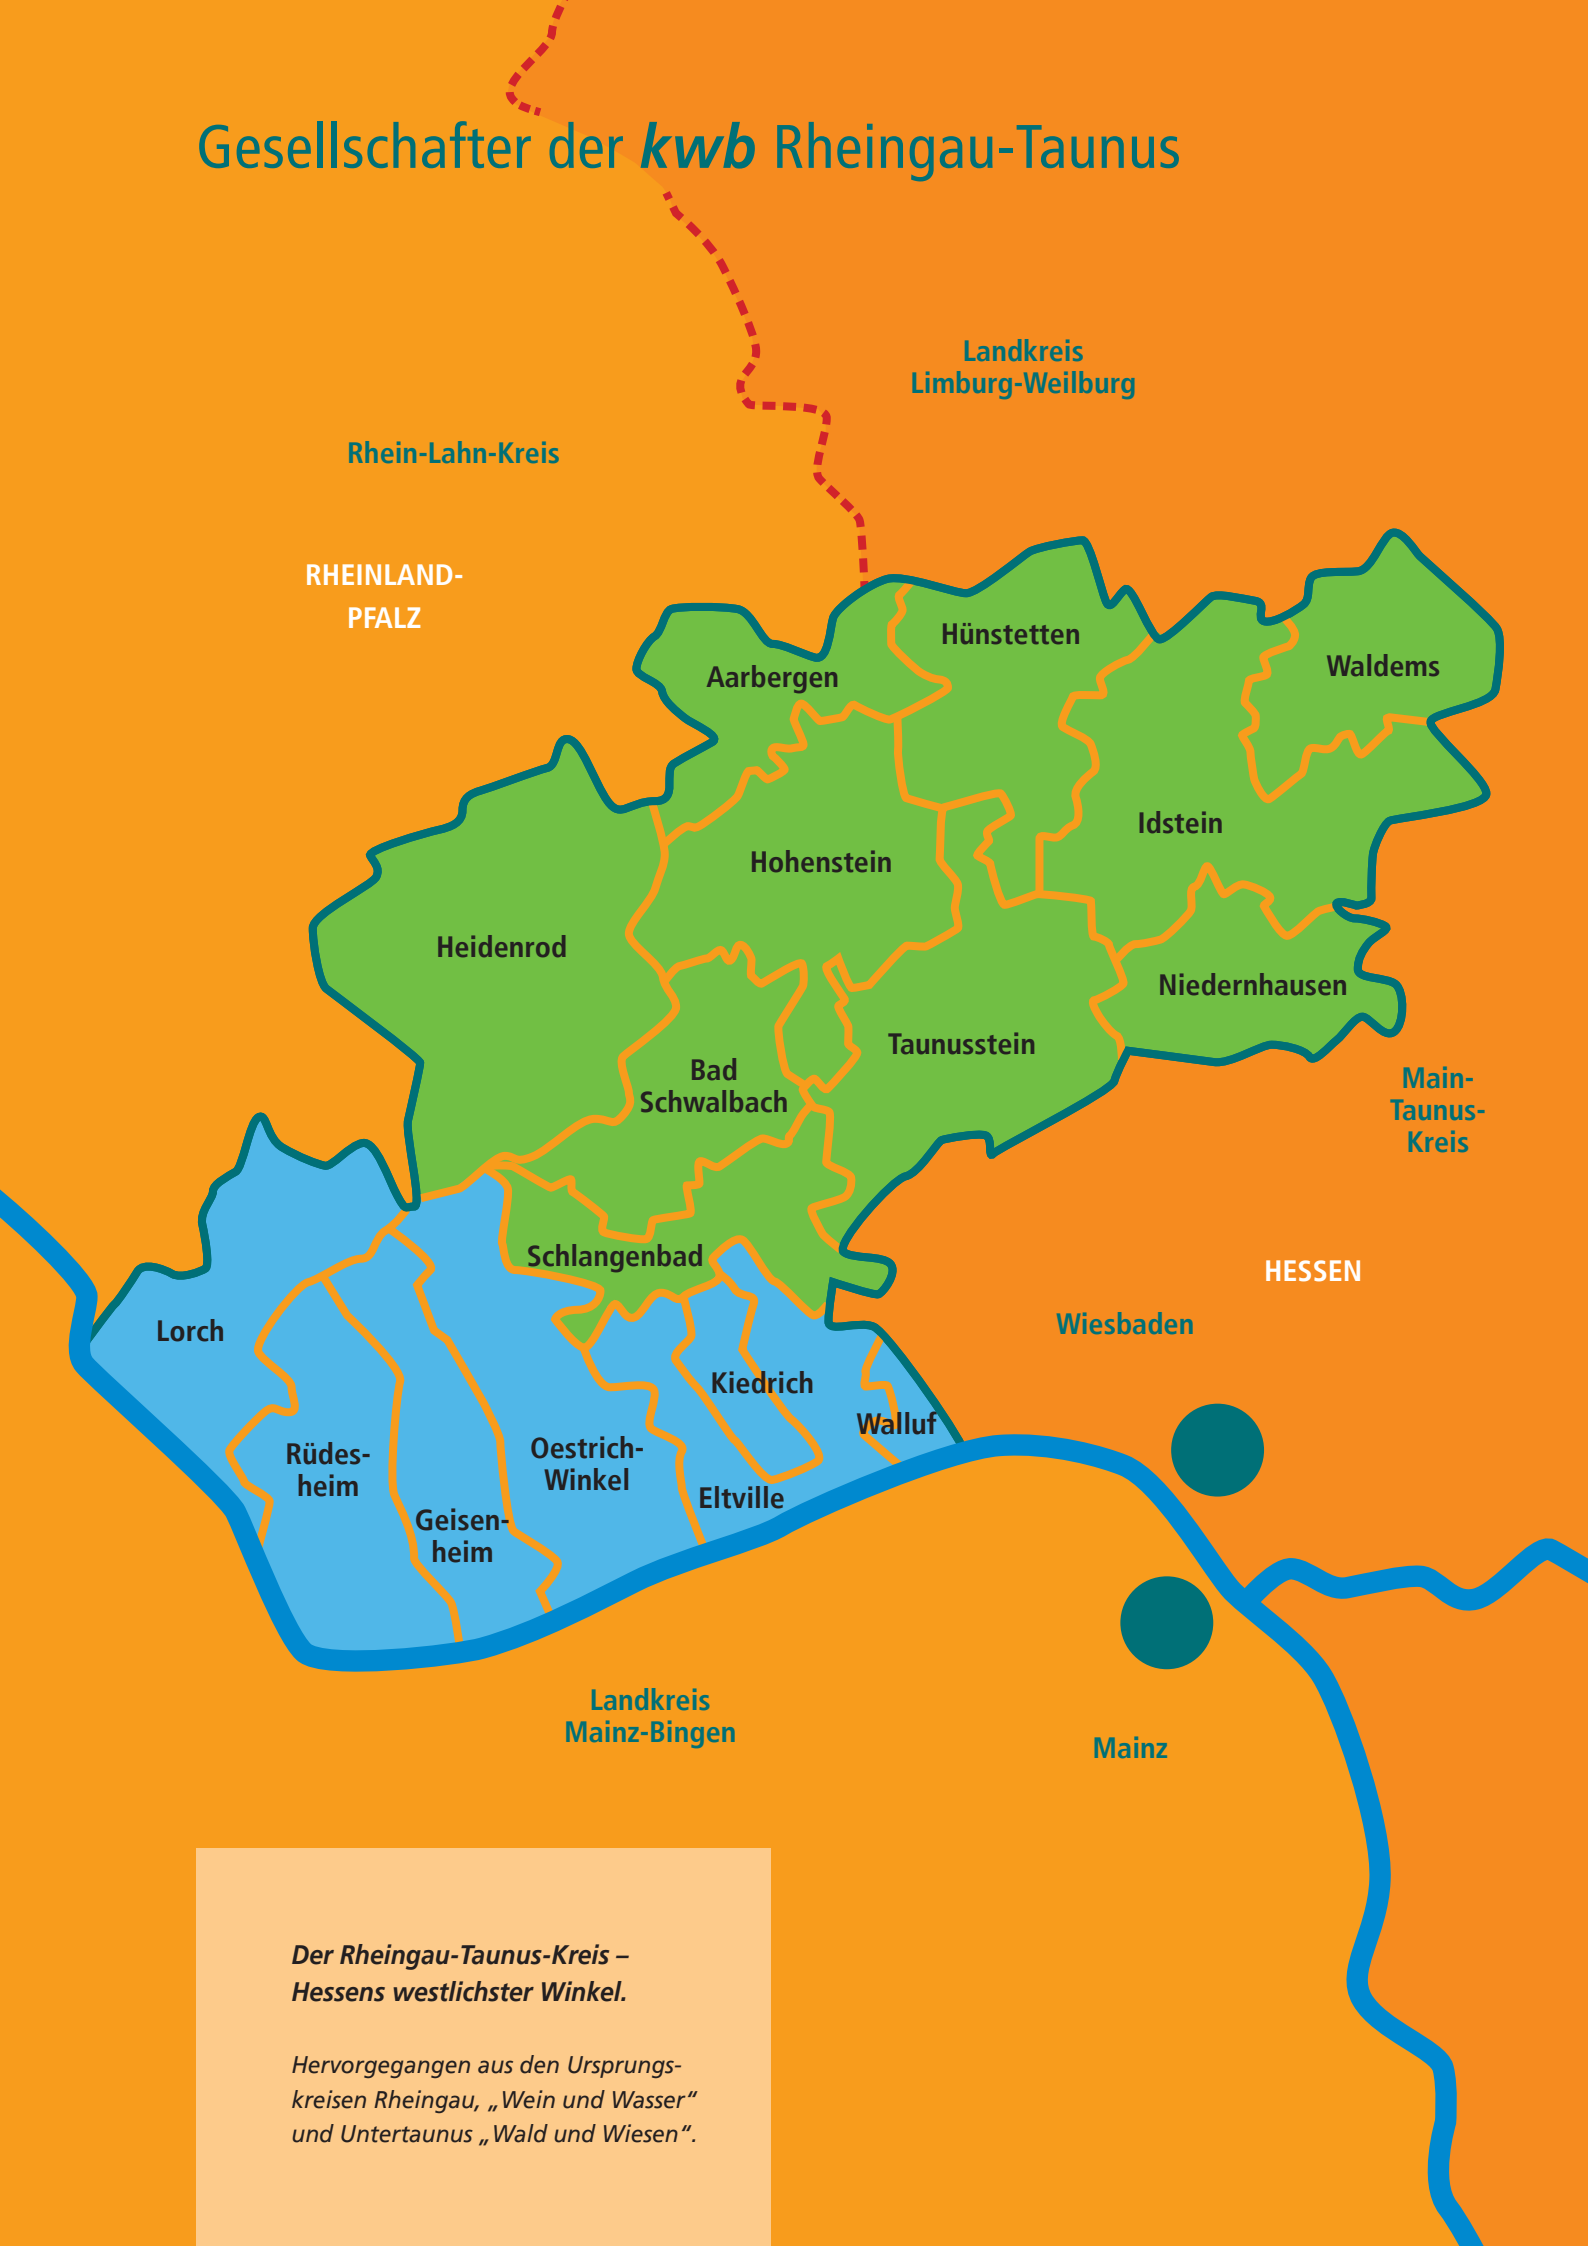 Gesellschafter der kwb Rheingau-Taunus
Landkreis
Limburg-Weilburg
Rhein-Lahn-Kreis
RHEINLAND-
PFALZ
Hünstetten
Waldems
Aarbergen
Idstein
Hohenstein
Heidenrod
Niedernhausen
Taunusstein
Bad
Schwalbach
Main-
Taunus-
Kreis
Schlangenbad
HESSEN
Wiesbaden
Lorch
Kiedrich
Walluf
Rüdes-
heim
Oestrich-
Winkel
Eltville
Geisen-
heim
Landkreis
Mainz-Bingen
Mainz
Der Rheingau-Taunus-Kreis –
Hessens westlichster Winkel.
Hervorgegangen aus den Ursprungs-
kreisen Rheingau, „Wein und Wasser“
und Untertaunus „Wald und Wiesen“.